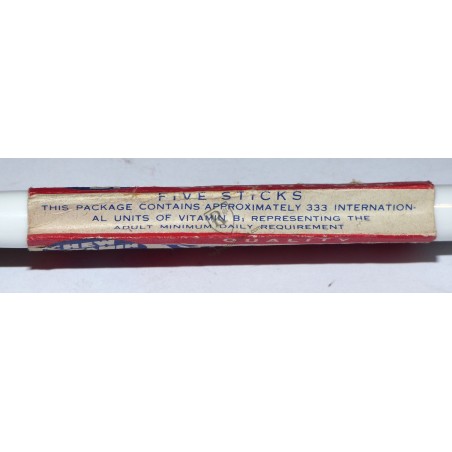 FIVE STICKS
THIS PACKAGE CONTAINS APPROXIMATELY 333 INTERNATION-
AL UNITS OF VITAMIN B₁, REPRESENTING THE
ADULT MINIMUM DAILY REQUIREMENT
QUALITY